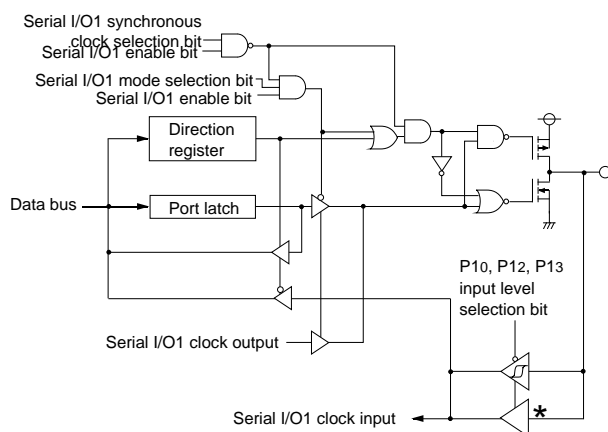 Serial I/O1 synchronous
clock selection bit
Serial I/O1 enable bit
Serial I/O1 mode selection bit
Serial I/O1 enable bit
Direction
register
Data bus
Port latch
P10, P12, P13
input level
selection bit
Serial I/O1 clock output
*
Serial I/O1 clock input